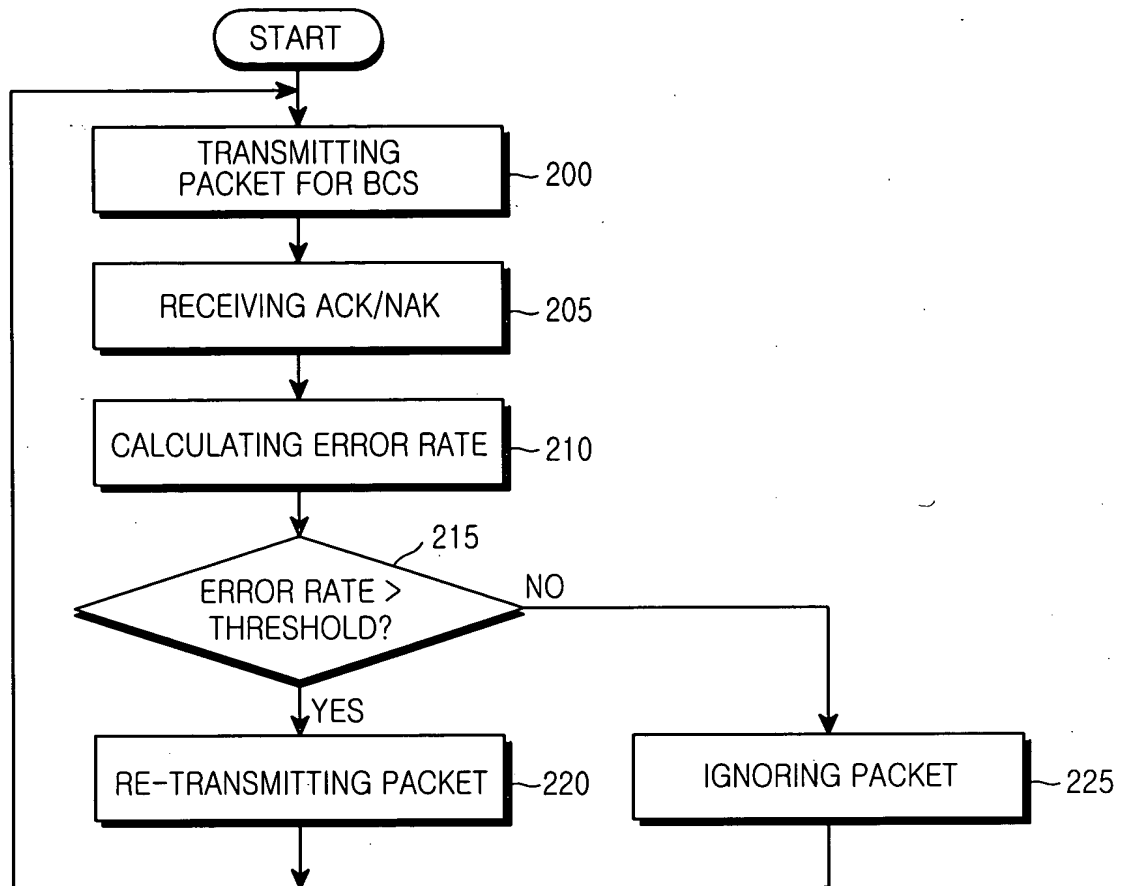 START
TRANSMITTING
PACKET FOR BCS
200
RECEIVING ACK/NAK
205
CALCULATING ERROR RATE
210
215
ERROR RATE >
THRESHOLD?
NO
YES
RE-TRANSMITTING PACKET
220
IGNORING PACKET
225